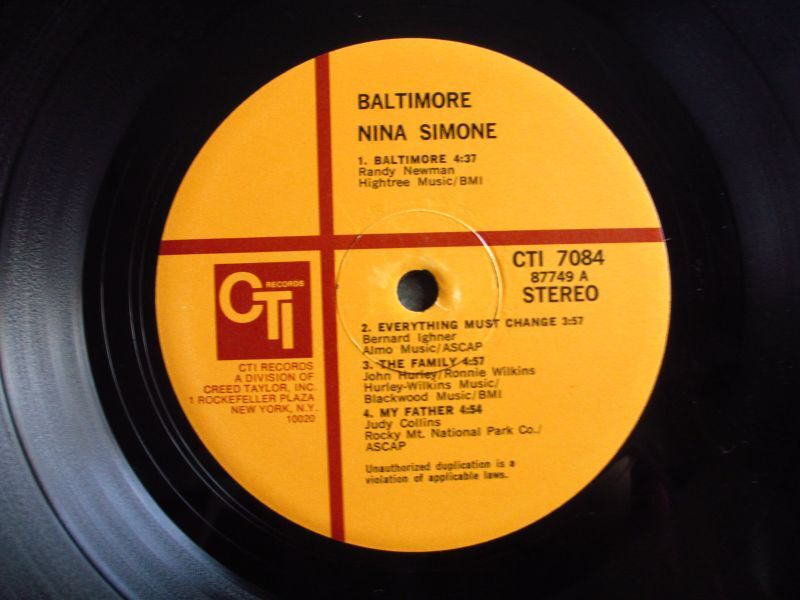 BALTIMORE
NINA SIMONE
1. BALTIMORE 4:37
Randy Newman
Hightree Music/BMI
CTI 7084
87749 A
STEREO
CTI RECORDS
CTI RECORDS
A DIVISION OF
CREED TAYLOR, INC.
1 ROCKEFELLER PLAZA
NEW YORK, N.Y.
10020
2. EVERYTHING MUST CHANGE 3:57
Bernard Ighner
Almo Music/ASCAP
3. THE FAMILY 4:57
John Hurley/Ronnie Wilkins
Hurley-Wilkins Music/
Blackwood Music/BMI
4. MY FATHER 4:54
Judy Collins
Rocky Mt. National Park Co./
ASCAP
Unauthorized duplication is a
violation of applicable laws.